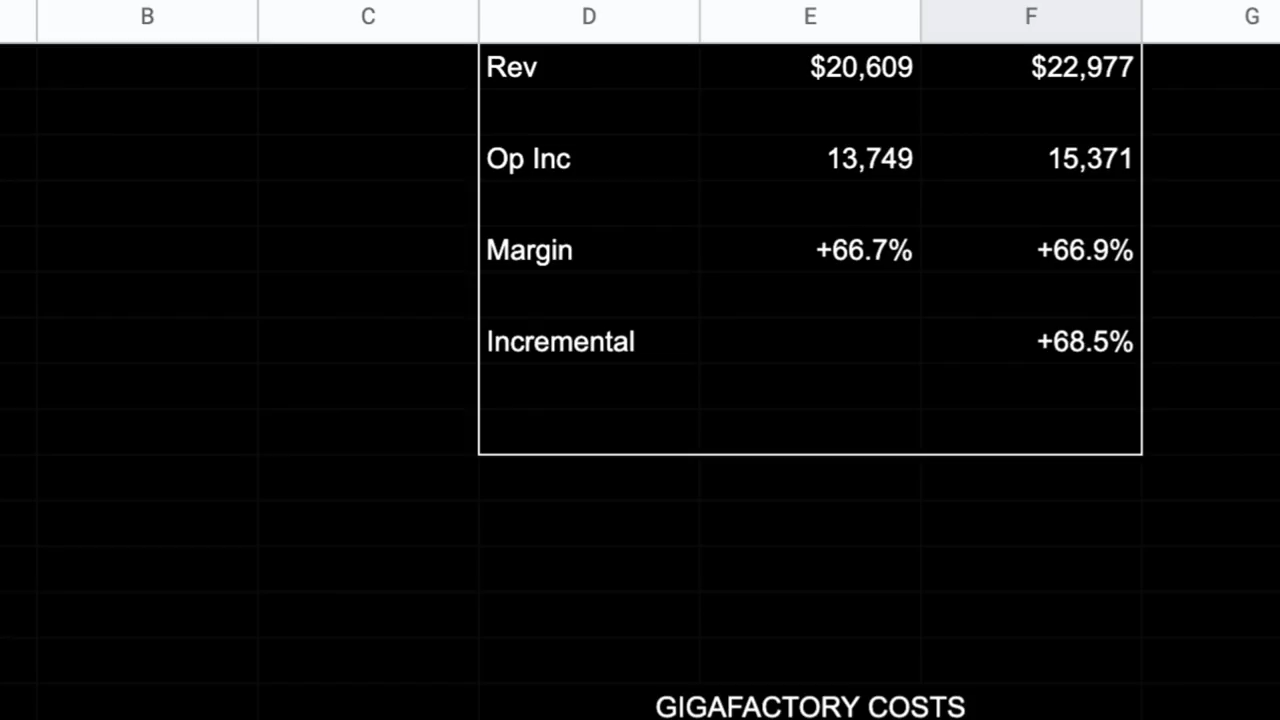 B C D E F G
Rev $20,609 $22,977
Op Inc 13,749 15,371
Margin +66.7% +66.9%
Incremental +68.5%
GIGAFACTORY COSTS